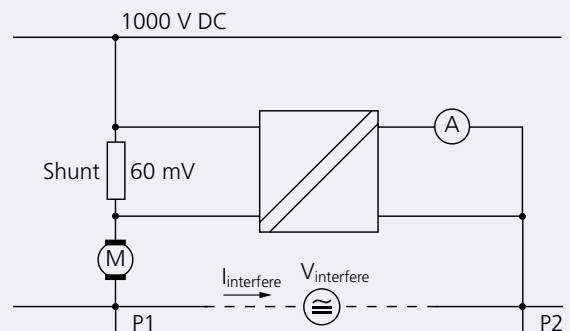 1000 V DC
A
Shunt 60 mV
M
Iinterfere Vinterfere
P1 P2